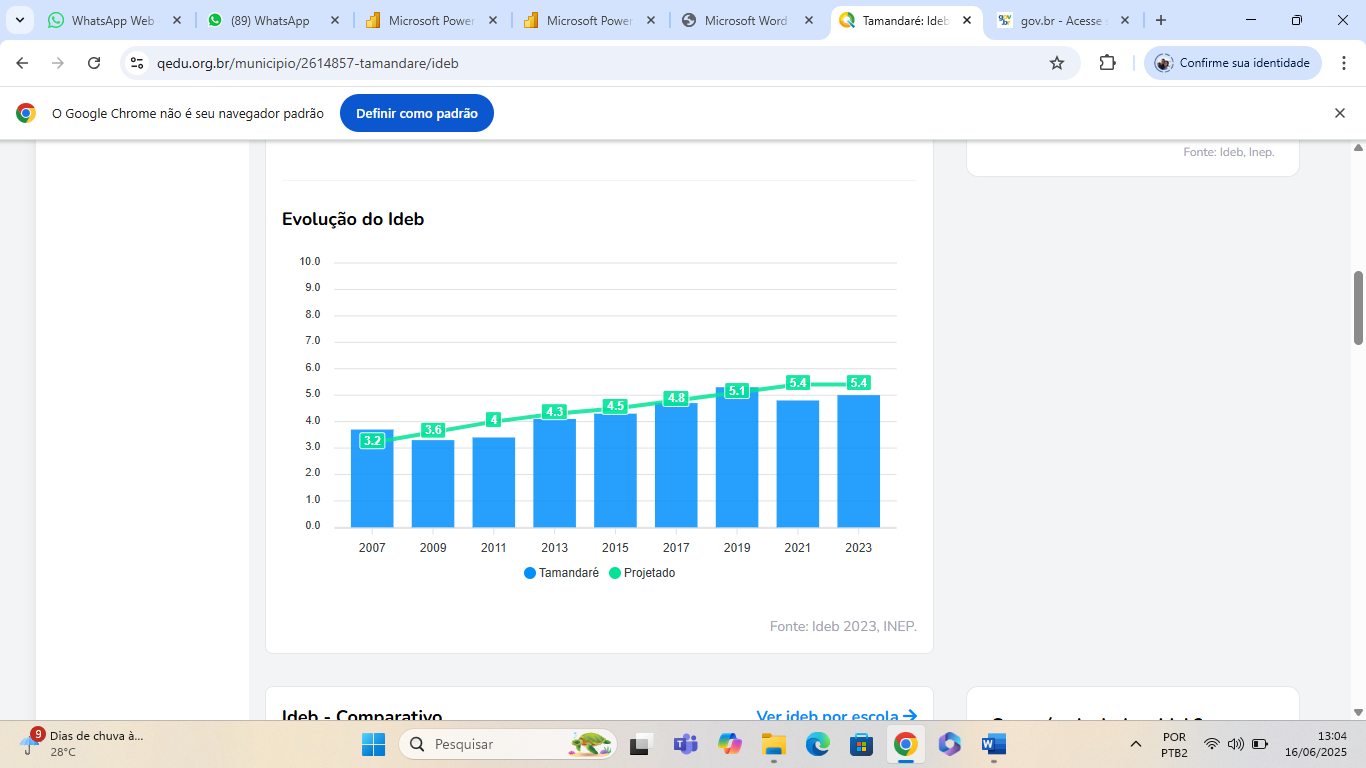 WhatsApp Web
(89) WhatsApp
Microsoft Power
Microsoft Power
Microsoft Word
Tamandaré: Ideb
gov.br - Acesse s
qedu.org.br/municipio/2614857-tamandare/ideb
Confirme sua identidade
O Google Chrome não é seu navegador padrão
Definir como padrão
Fonte: Ideb, Inep.
Evolução do Ideb
10.0
9.0
8.0
7.0
6.0
5.0
4.0
3.0
2.0
1.0
0.0
3.2 3.6 4 4.3 4.5 4.8 5.1 5.4 5.4
2007 2009 2011 2013 2015 2017 2019 2021 2023
Tamandaré Projetado
Fonte: Ideb 2023, INEP.
Ideb - Comparativo
Ver ideb por escola
9
Dias de chuva à...
28°C
Pesquisar
POR
PTB2
13:04
16/06/2025